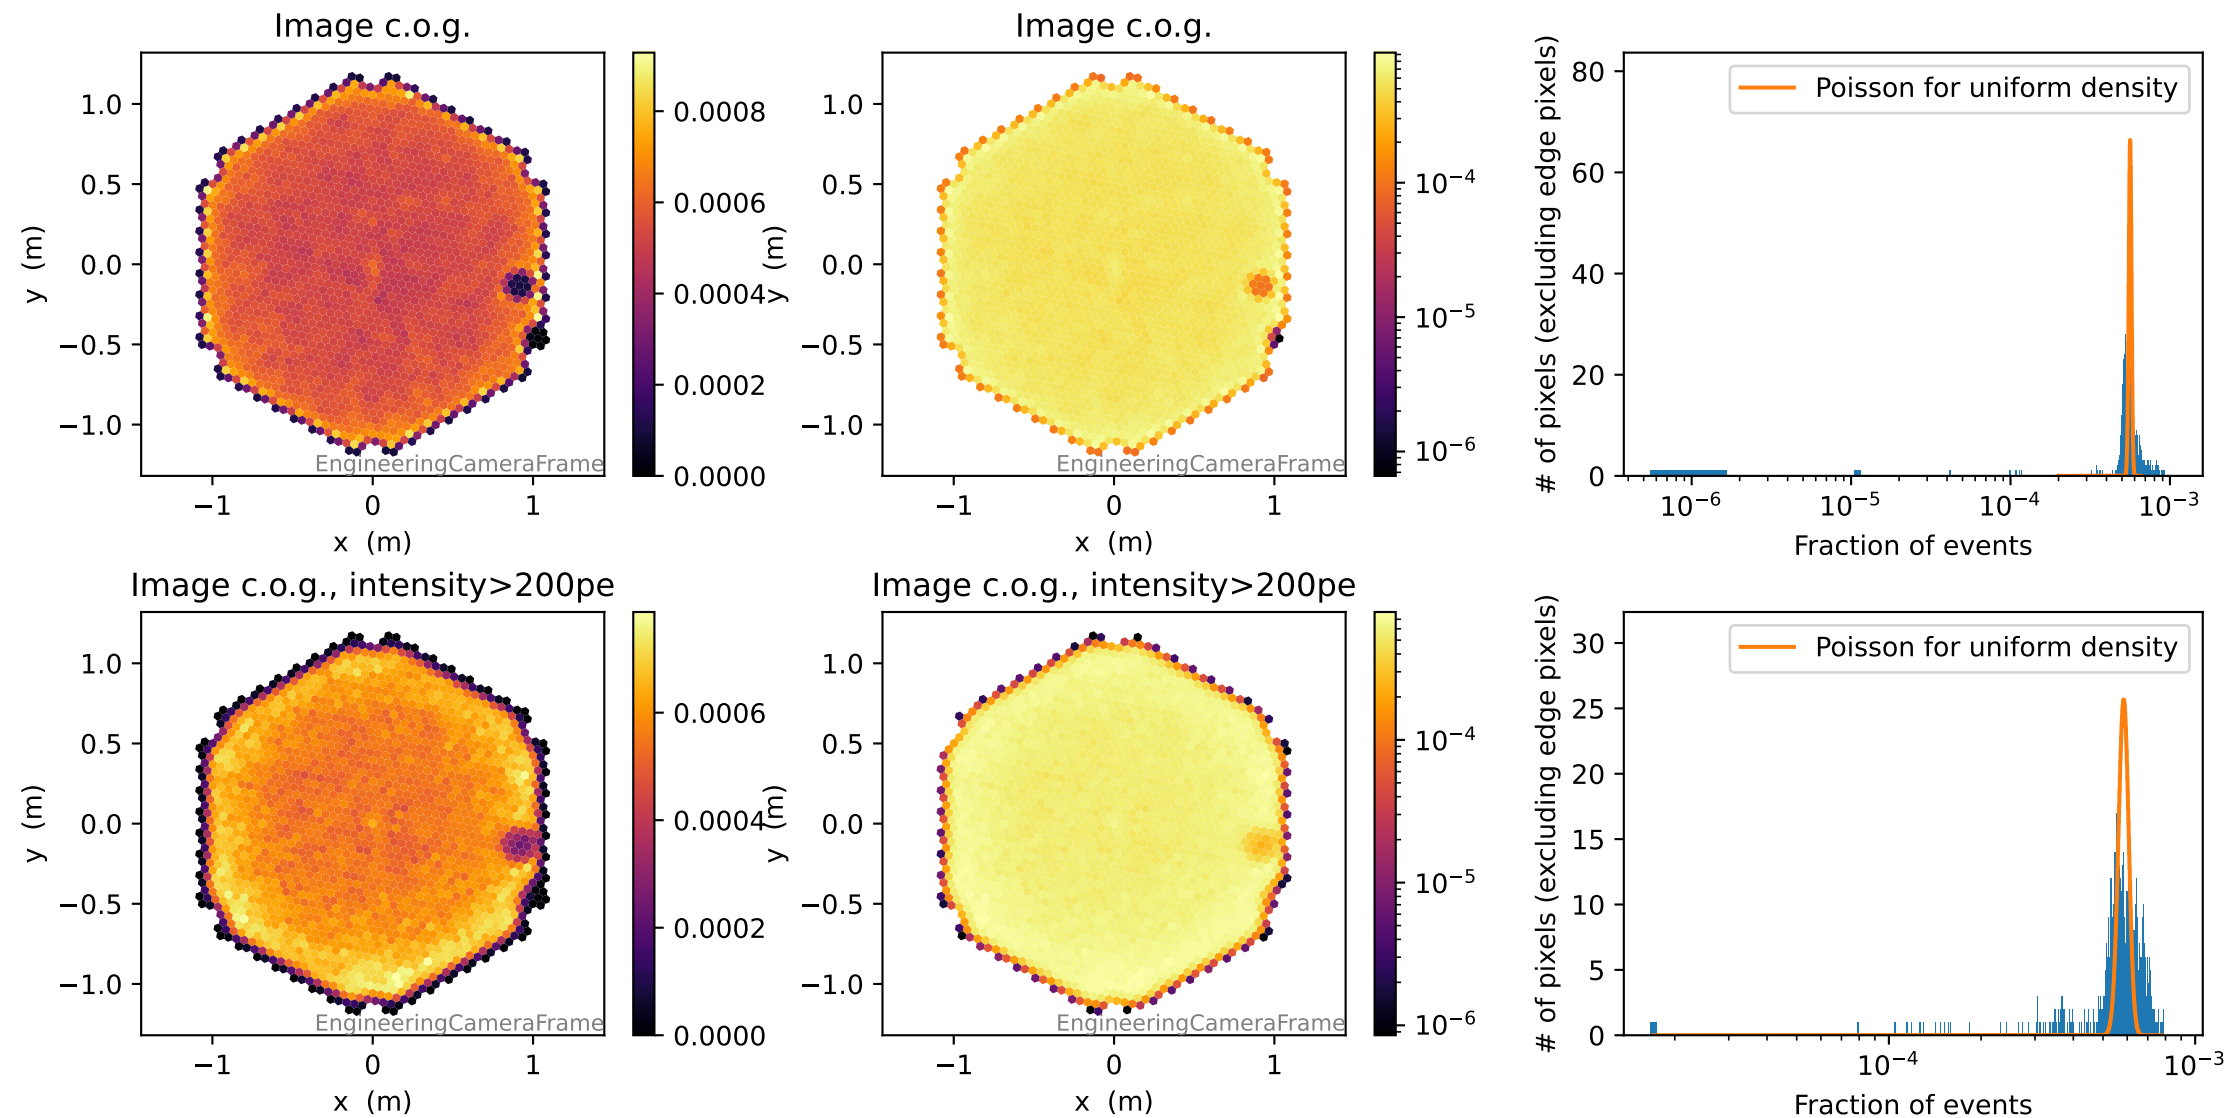 Image c.o.g.
1.0
0.5
0.0
−0.5
−1.0
y (m)
−1
0
1
x (m)
EngineeringCameraFrame
0.0008
0.0006
0.0004
0.0002
0.0000
Image c.o.g.
1.0
0.5
0.0
−0.5
−1.0
y (m)
−1
0
1
x (m)
EngineeringCameraFrame
10⁻⁴
10⁻⁵
10⁻⁶
# of pixels (excluding edge pixels)
80
60
40
20
0
Poisson for uniform density
10⁻⁶
10⁻⁵
10⁻⁴
10⁻³
Fraction of events
Image c.o.g., intensity>200pe
1.0
0.5
0.0
−0.5
−1.0
y (m)
−1
0
1
x (m)
EngineeringCameraFrame
0.0006
0.0004
0.0002
0.0000
Image c.o.g., intensity>200pe
1.0
0.5
0.0
−0.5
−1.0
y (m)
−1
0
1
x (m)
EngineeringCameraFrame
10⁻⁴
10⁻⁵
10⁻⁶
# of pixels (excluding edge pixels)
30
25
20
15
10
5
0
Poisson for uniform density
10⁻⁴
10⁻³
Fraction of events